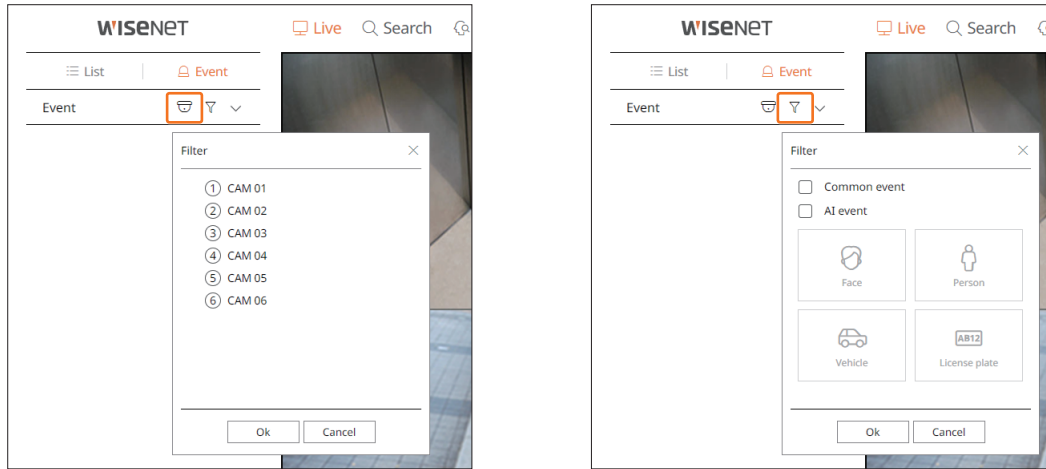 WISENET
Live
Search
List
Event
Event
Filter
1 CAM 01
2 CAM 02
3 CAM 03
4 CAM 04
5 CAM 05
6 CAM 06
Ok
Cancel
WISENET
Live
Search
List
Event
Event
Filter
Common event
AI event
Face
Person
AB12
Vehicle
License plate
Ok
Cancel